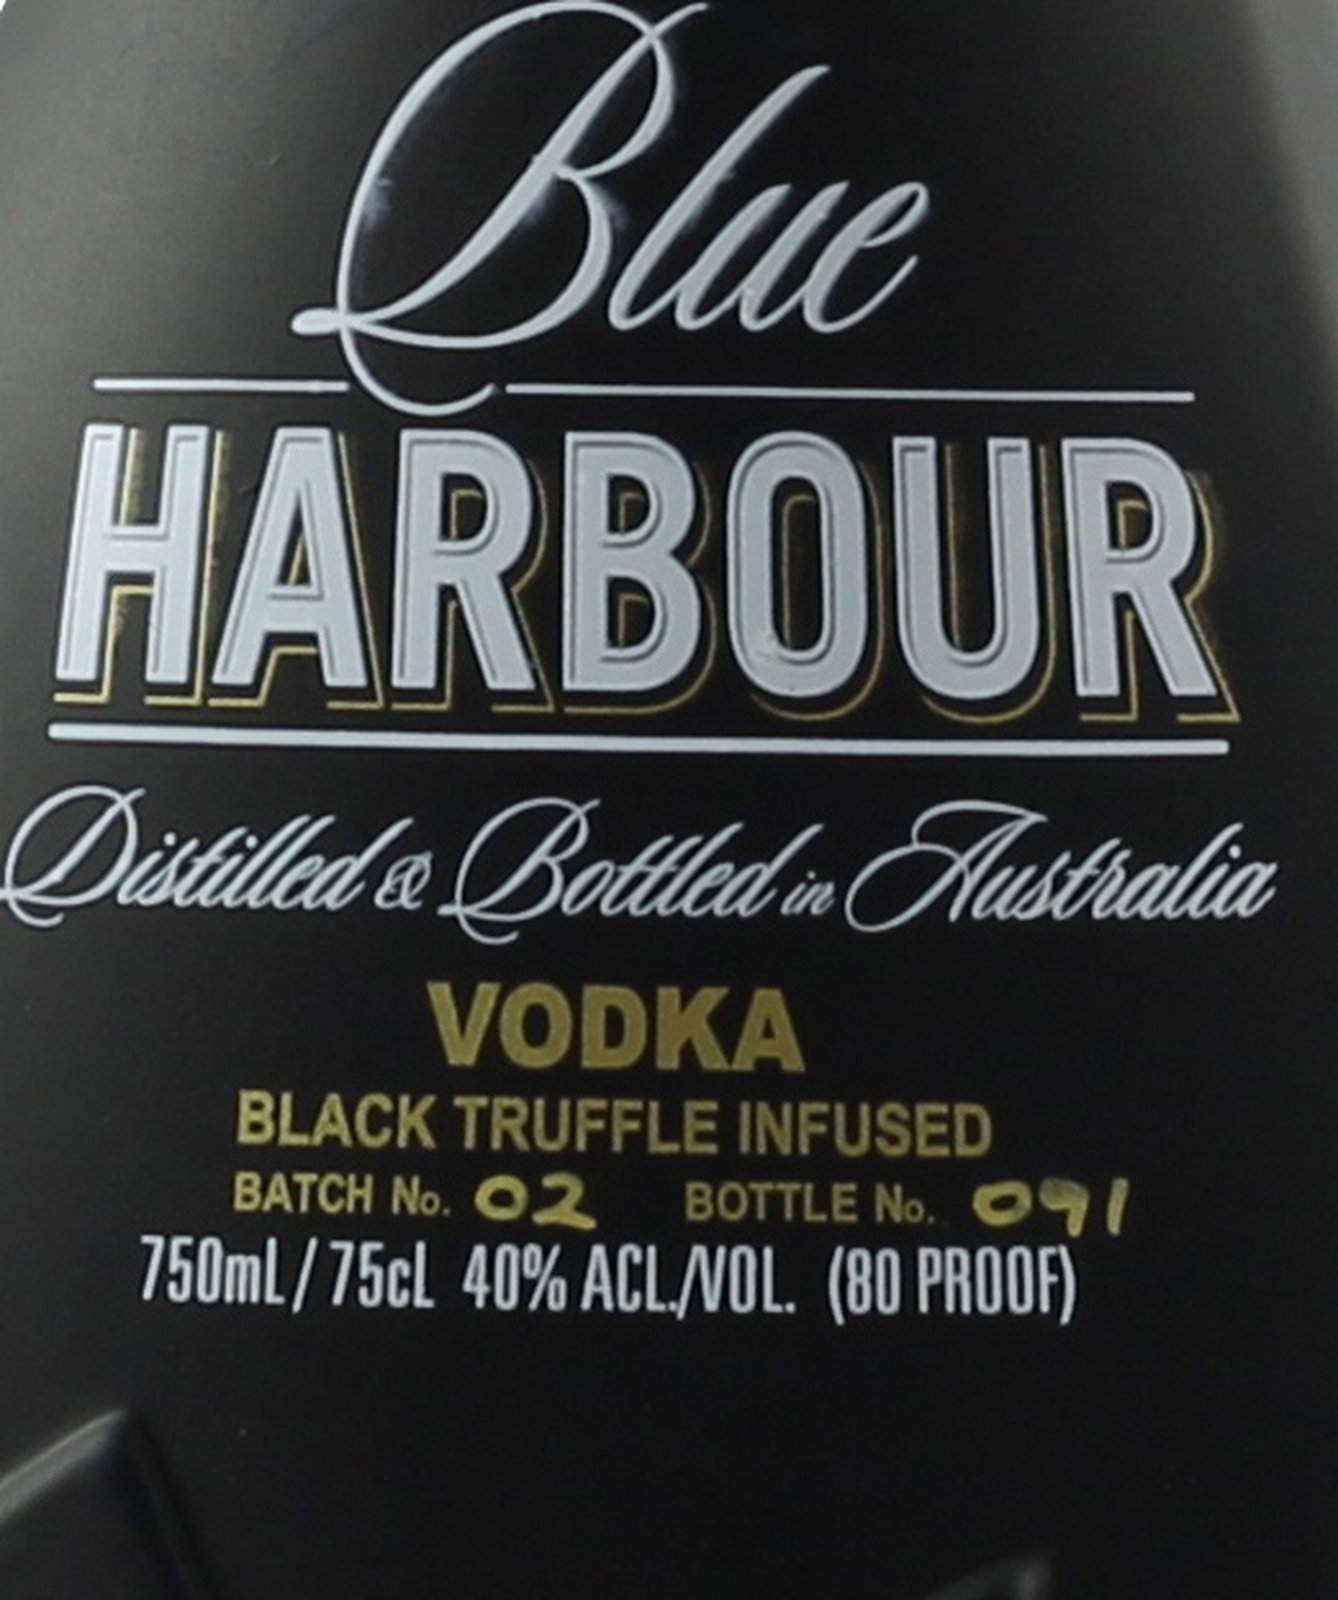 Blue
HARBOUR
Distilled & Bottled in Australia
VODKA
BLACK TRUFFLE INFUSED
BATCH No. 02 BOTTLE No. 091
750mL/75cL 40% ACL./VOL. (80 PROOF)